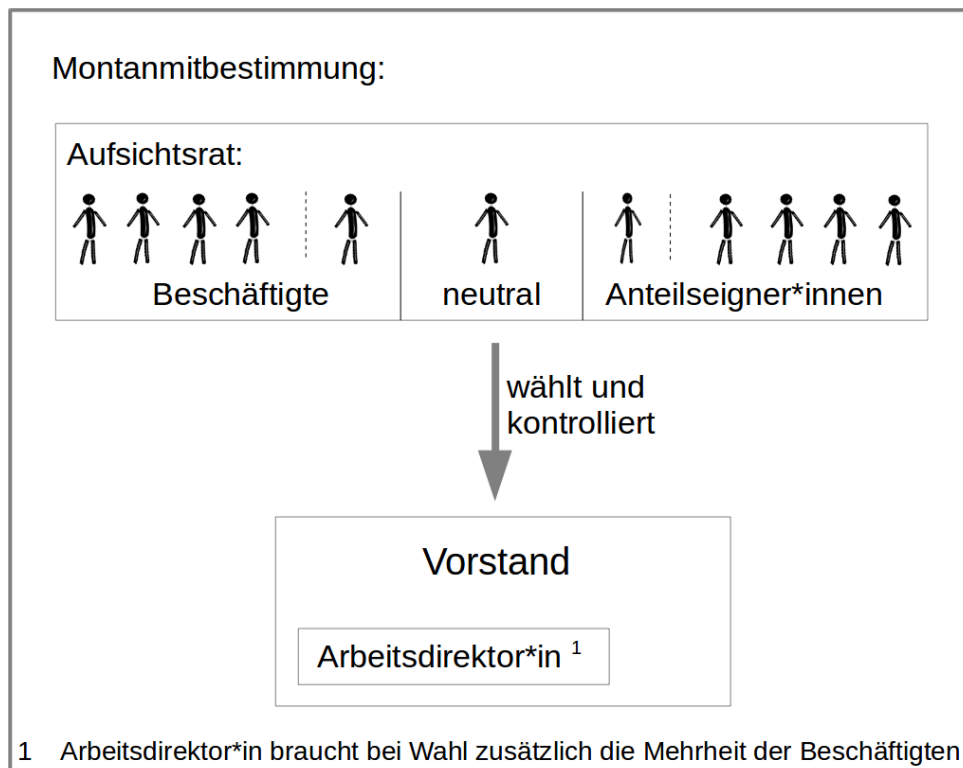 Montanmitbestimmung:
Aufsichtsrat:
Beschäftigte
neutral
Anteilseigner*innen
wählt und
kontrolliert
Vorstand
Arbeitsdirektor*in ¹
1 Arbeitsdirektor*in braucht bei Wahl zusätzlich die Mehrheit der Beschäftigten